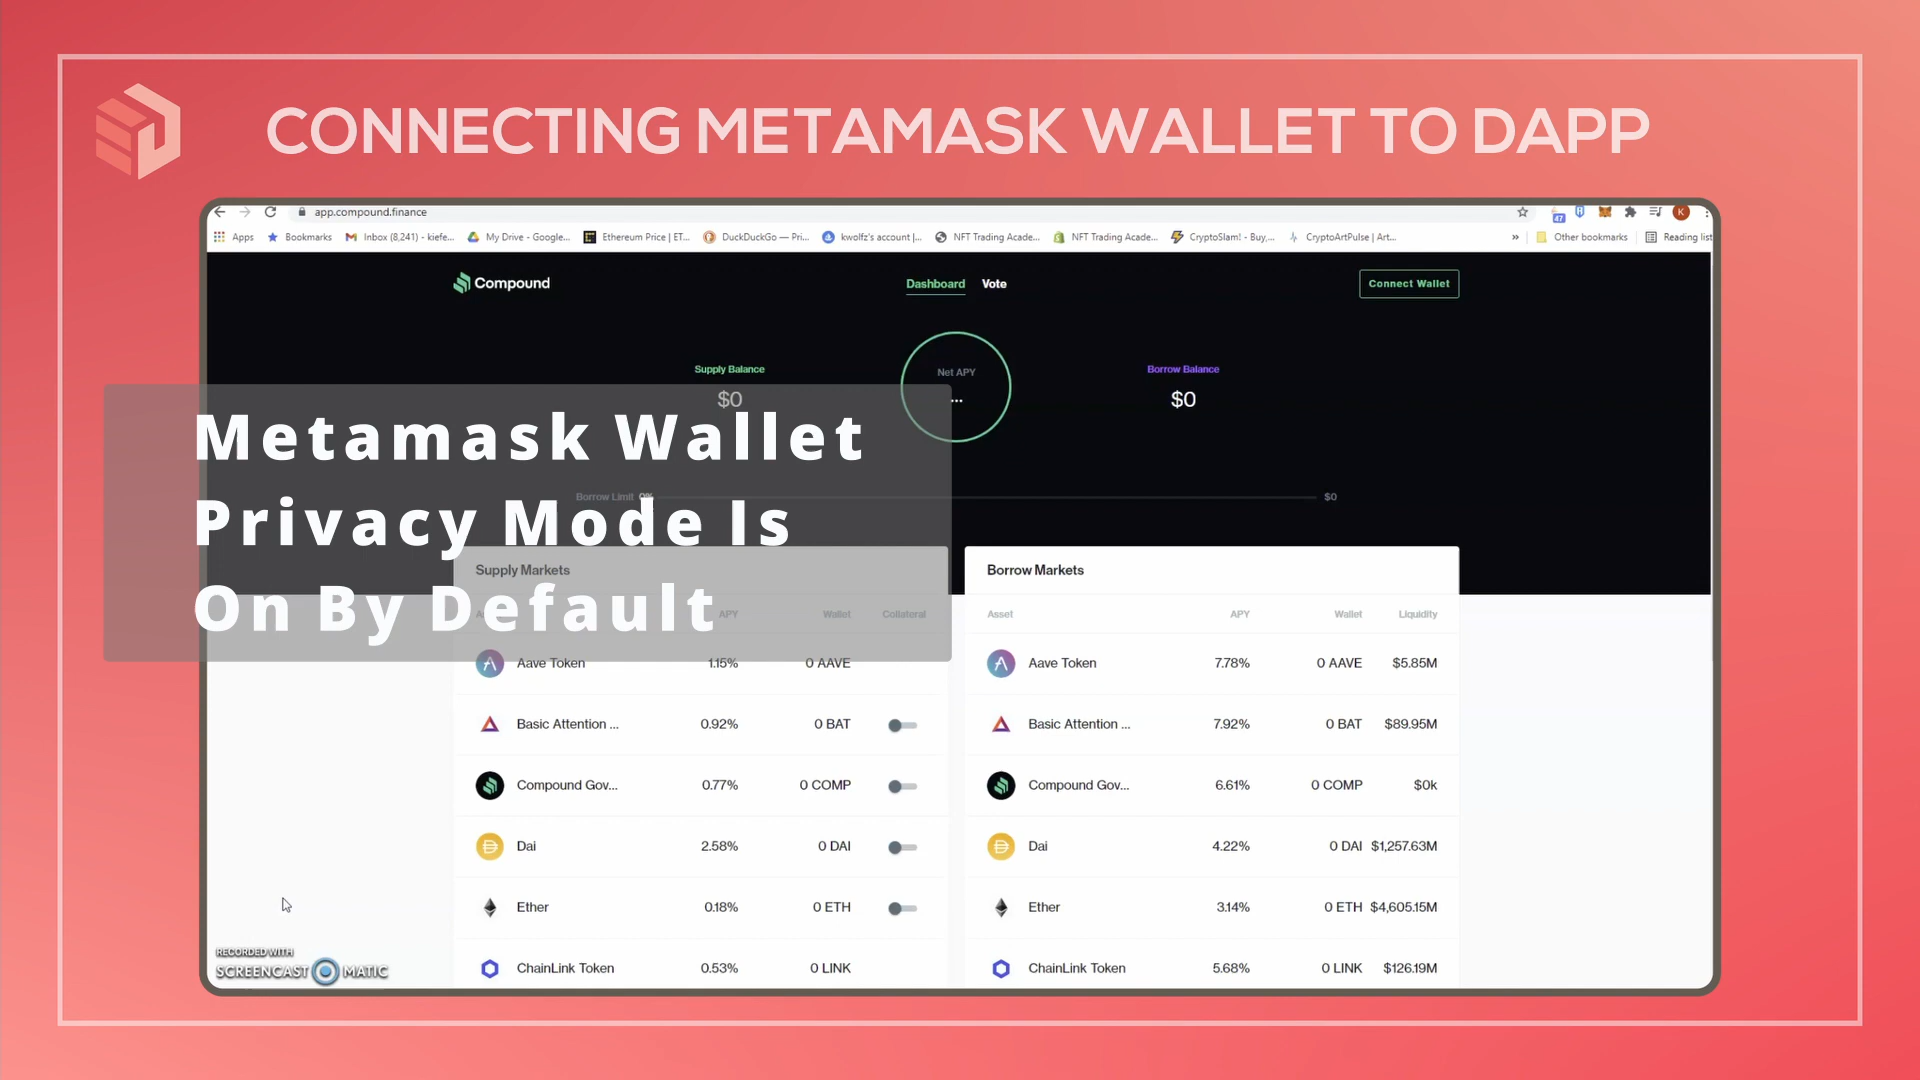 CONNECTING METAMASK WALLET TO DAPP
app.compound.finance
47
K
Apps Bookmarks Inbox (8,241) - kiefe... My Drive - Google... Ethereum Price | ET... DuckDuckGo — Pri... kwolfz's account |... NFT Trading Acade... NFT Trading Acade... CryptoSlam! - Buy,... CryptoArtPulse | Art... » Other bookmarks Reading list
Compound Dashboard Vote Connect Wallet
Supply Balance Net APY Borrow Balance
$0 ... $0
Metamask Wallet
Borrow Limit 0% $0
Privacy Mode Is
Supply Markets Borrow Markets
On By Default
APY Wallet Collateral Asset APY Wallet Liquidity
Aave Token 1.15% 0 AAVE Aave Token 7.78% 0 AAVE $5.85M
Basic Attention ... 0.92% 0 BAT Basic Attention ... 7.92% 0 BAT $89.95M
Compound Gov... 0.77% 0 COMP Compound Gov... 6.61% 0 COMP $0k
Dai 2.58% 0 DAI Dai 4.22% 0 DAI $1,257.63M
Ether 0.18% 0 ETH Ether 3.14% 0 ETH $4,605.15M
ChainLink Token 0.53% 0 LINK ChainLink Token 5.68% 0 LINK $126.19M
RECORDED WITH
SCREENCAST MATIC